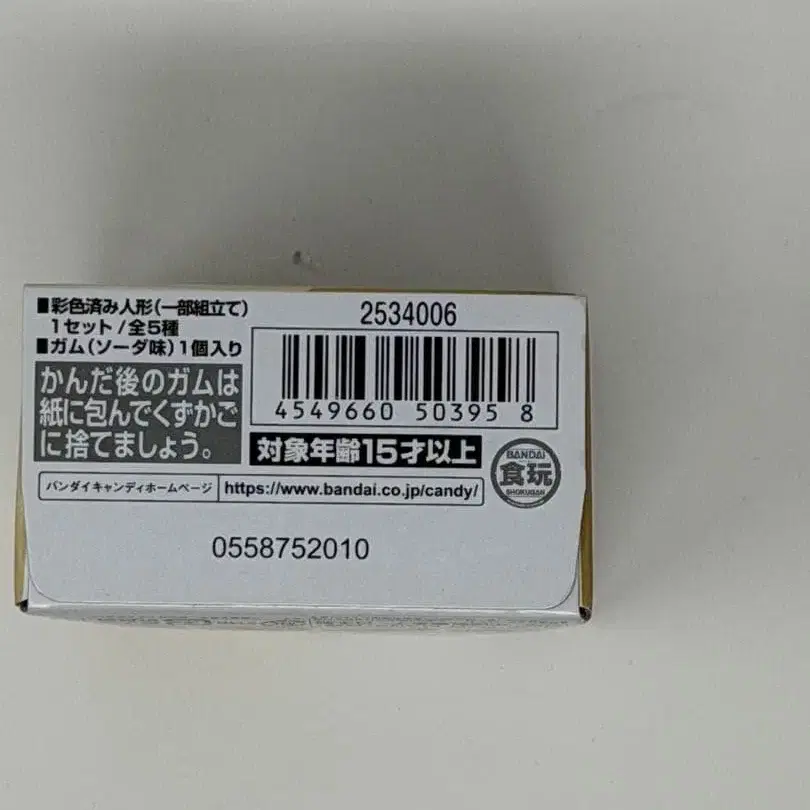 ■彩色済み人形(一部組立て)
1セット/全5種
■ガム(ソーダ味)1個入り
かんだ後のガムは
紙に包んでくずかご
に捨てましょう。
2534006
4549660 50395 8
対象年齢15才以上
BANDAI
食玩
SHOKUGAN
バンダイキャンディホームページ
https://www.bandai.co.jp/candy/
0558752010